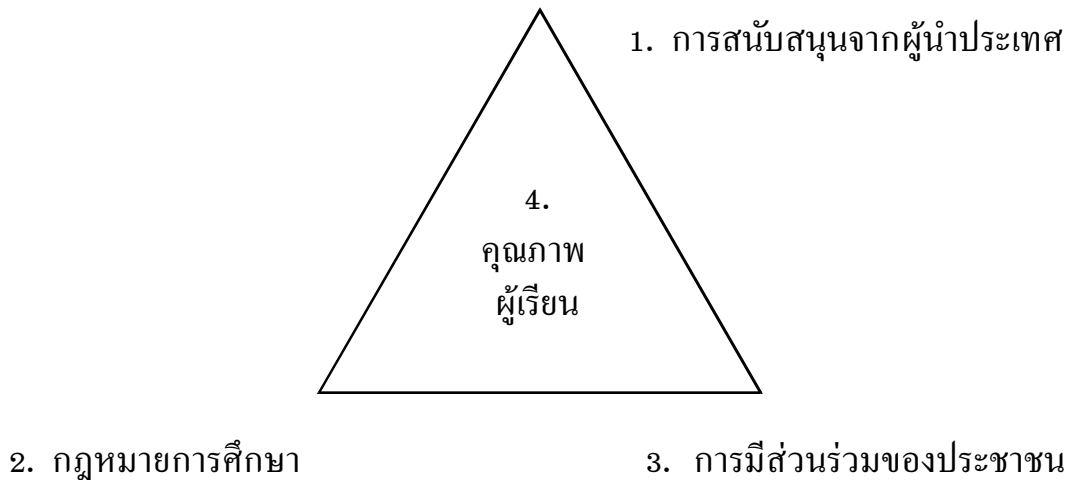 1. การสนับสนุนจากผู้นำประเทศ
4.
คุณภาพ
ผู้เรียน
2. กฎหมายการศึกษา
3. การมีส่วนร่วมของประชาชน